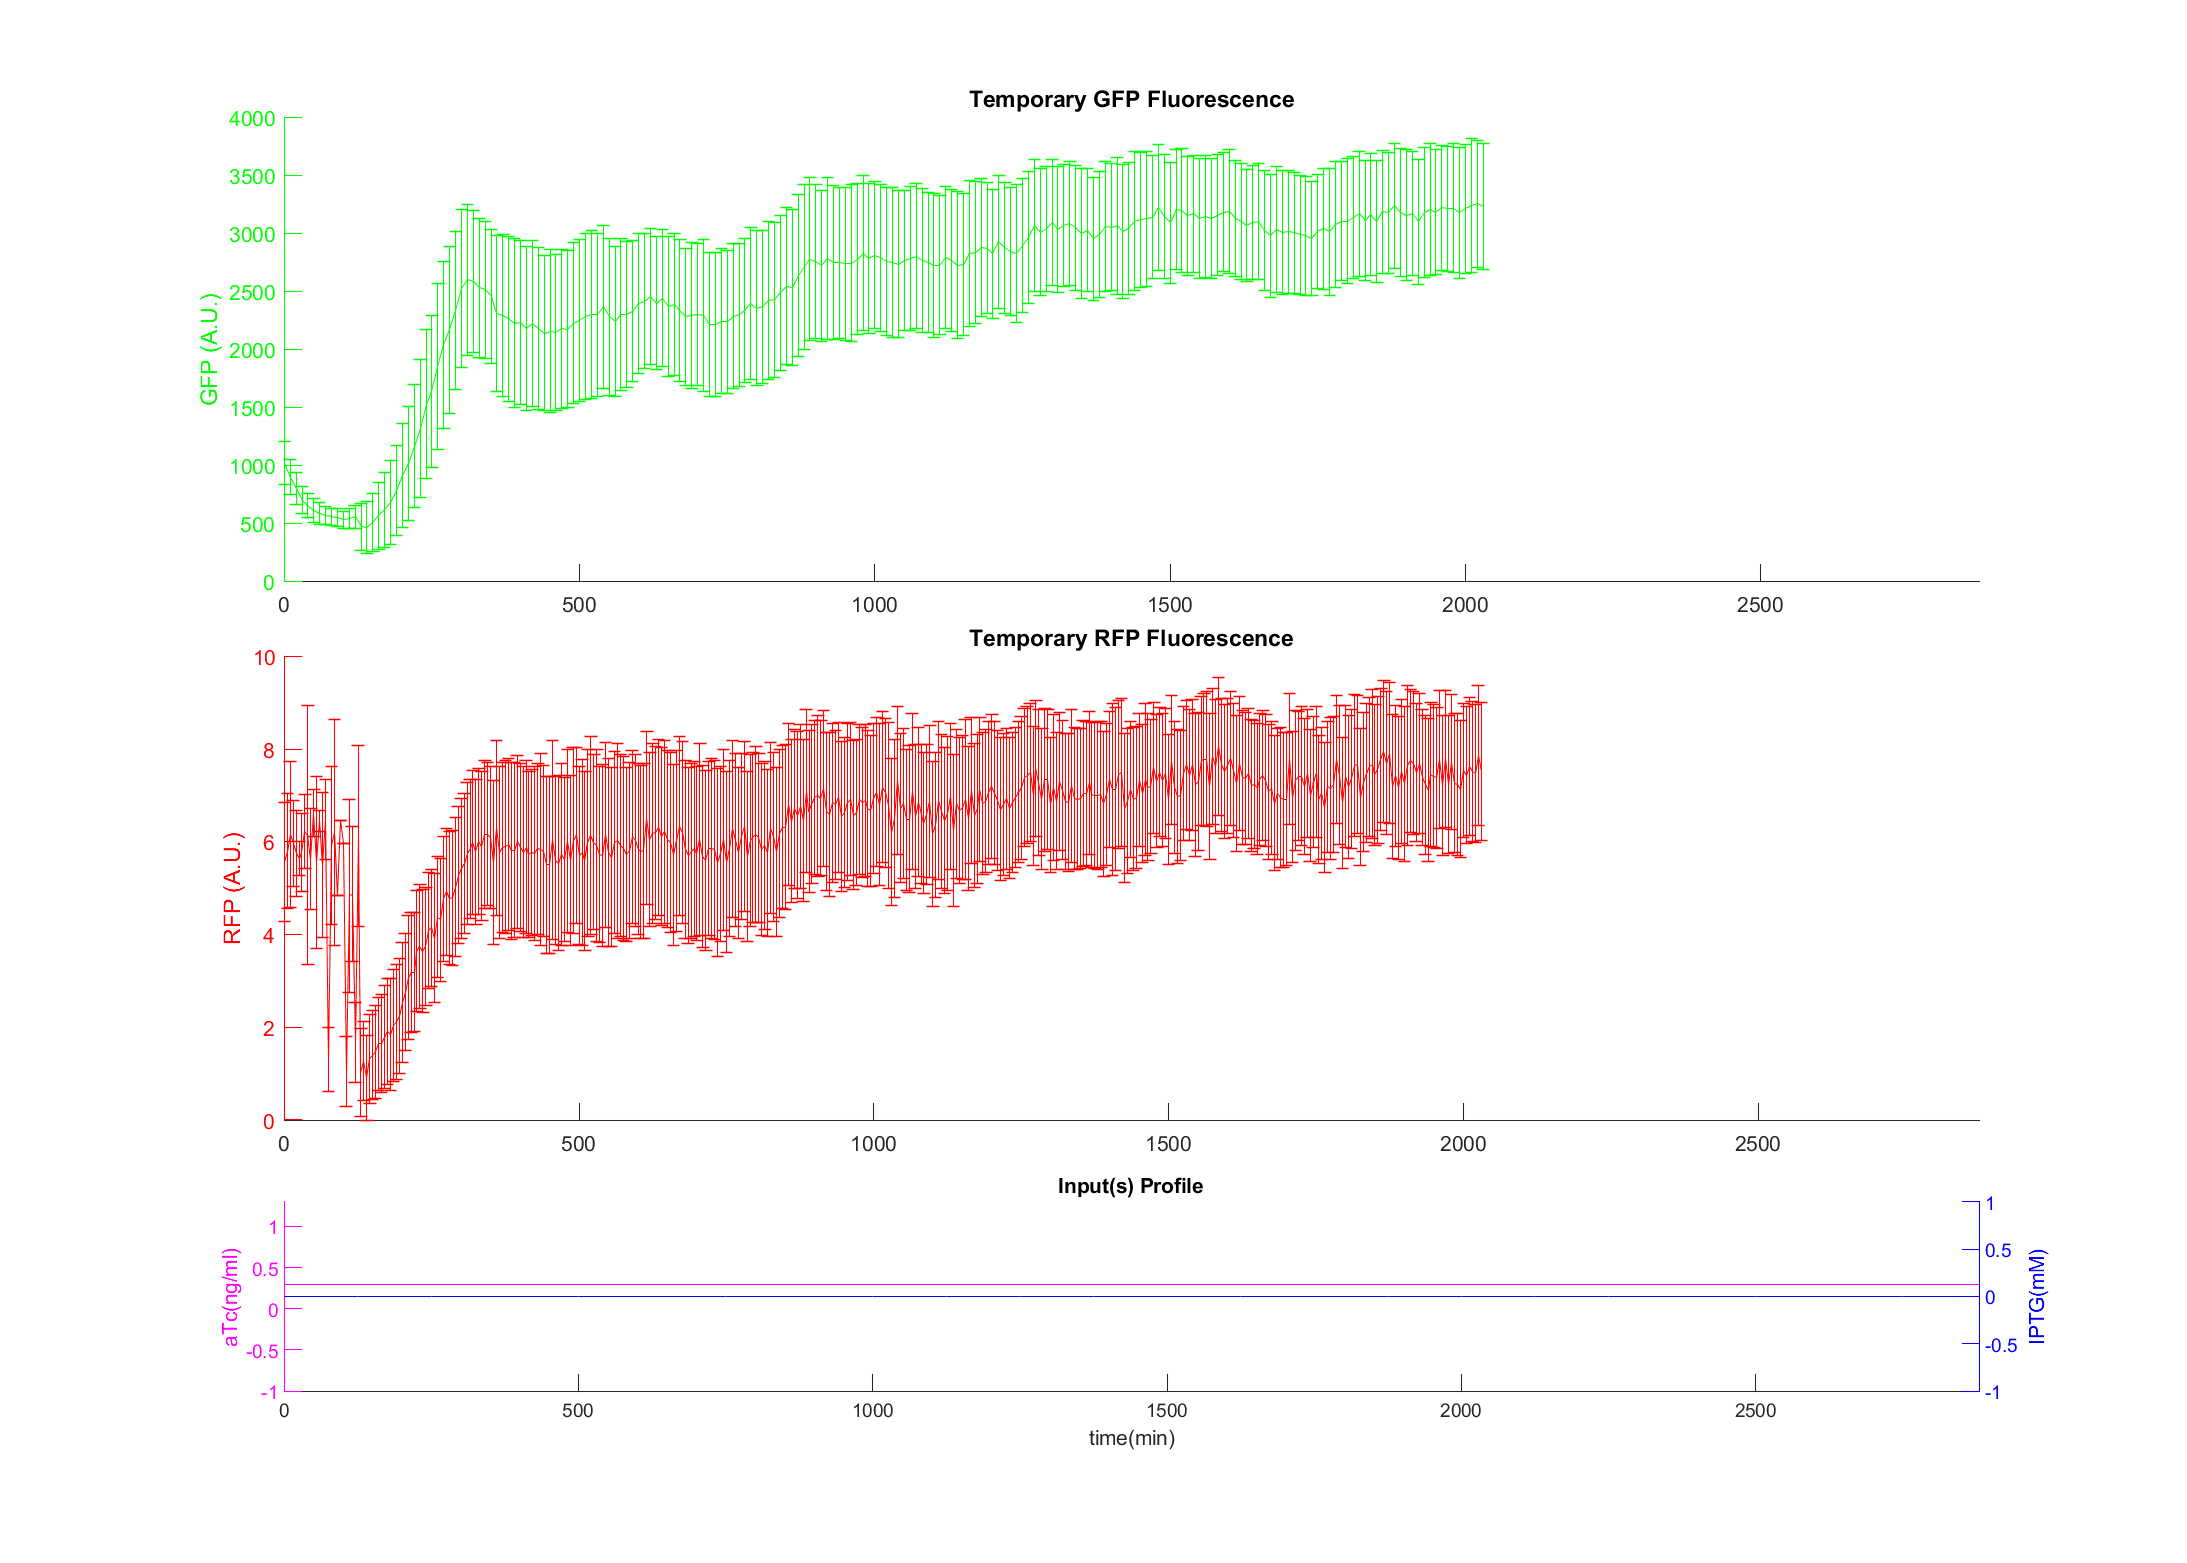 Temporary GFP Fluorescence
4000
3500
3000
2500
2000
1500
1000
500
0
GFP (A.U.)
0 500 1000 1500 2000 2500
Temporary RFP Fluorescence
10
8
6
4
2
0
RFP (A.U.)
0 500 1000 1500 2000 2500
Input(s) Profile
1
0.5
0
-0.5
-1
aTc(ng/ml)
1
0.5
0
-0.5
-1
IPTG(mM)
0 500 1000 1500 2000 2500
time(min)